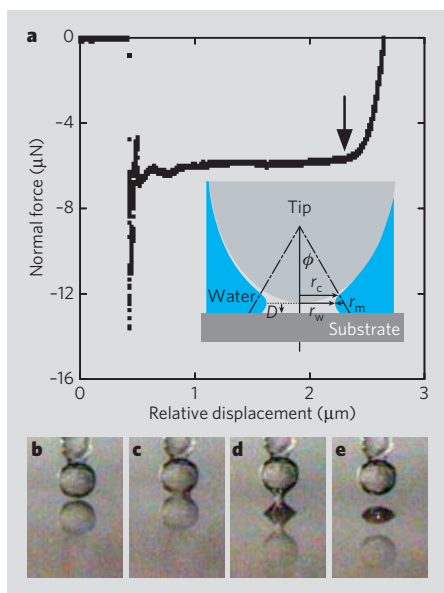 a
0
−4
−8
−12
−16
Normal force (μN)
Tip
ϕ
Water
r_c
D
r_w
r_m
Substrate
0 1 2 3
Relative displacement (μm)
b c d e